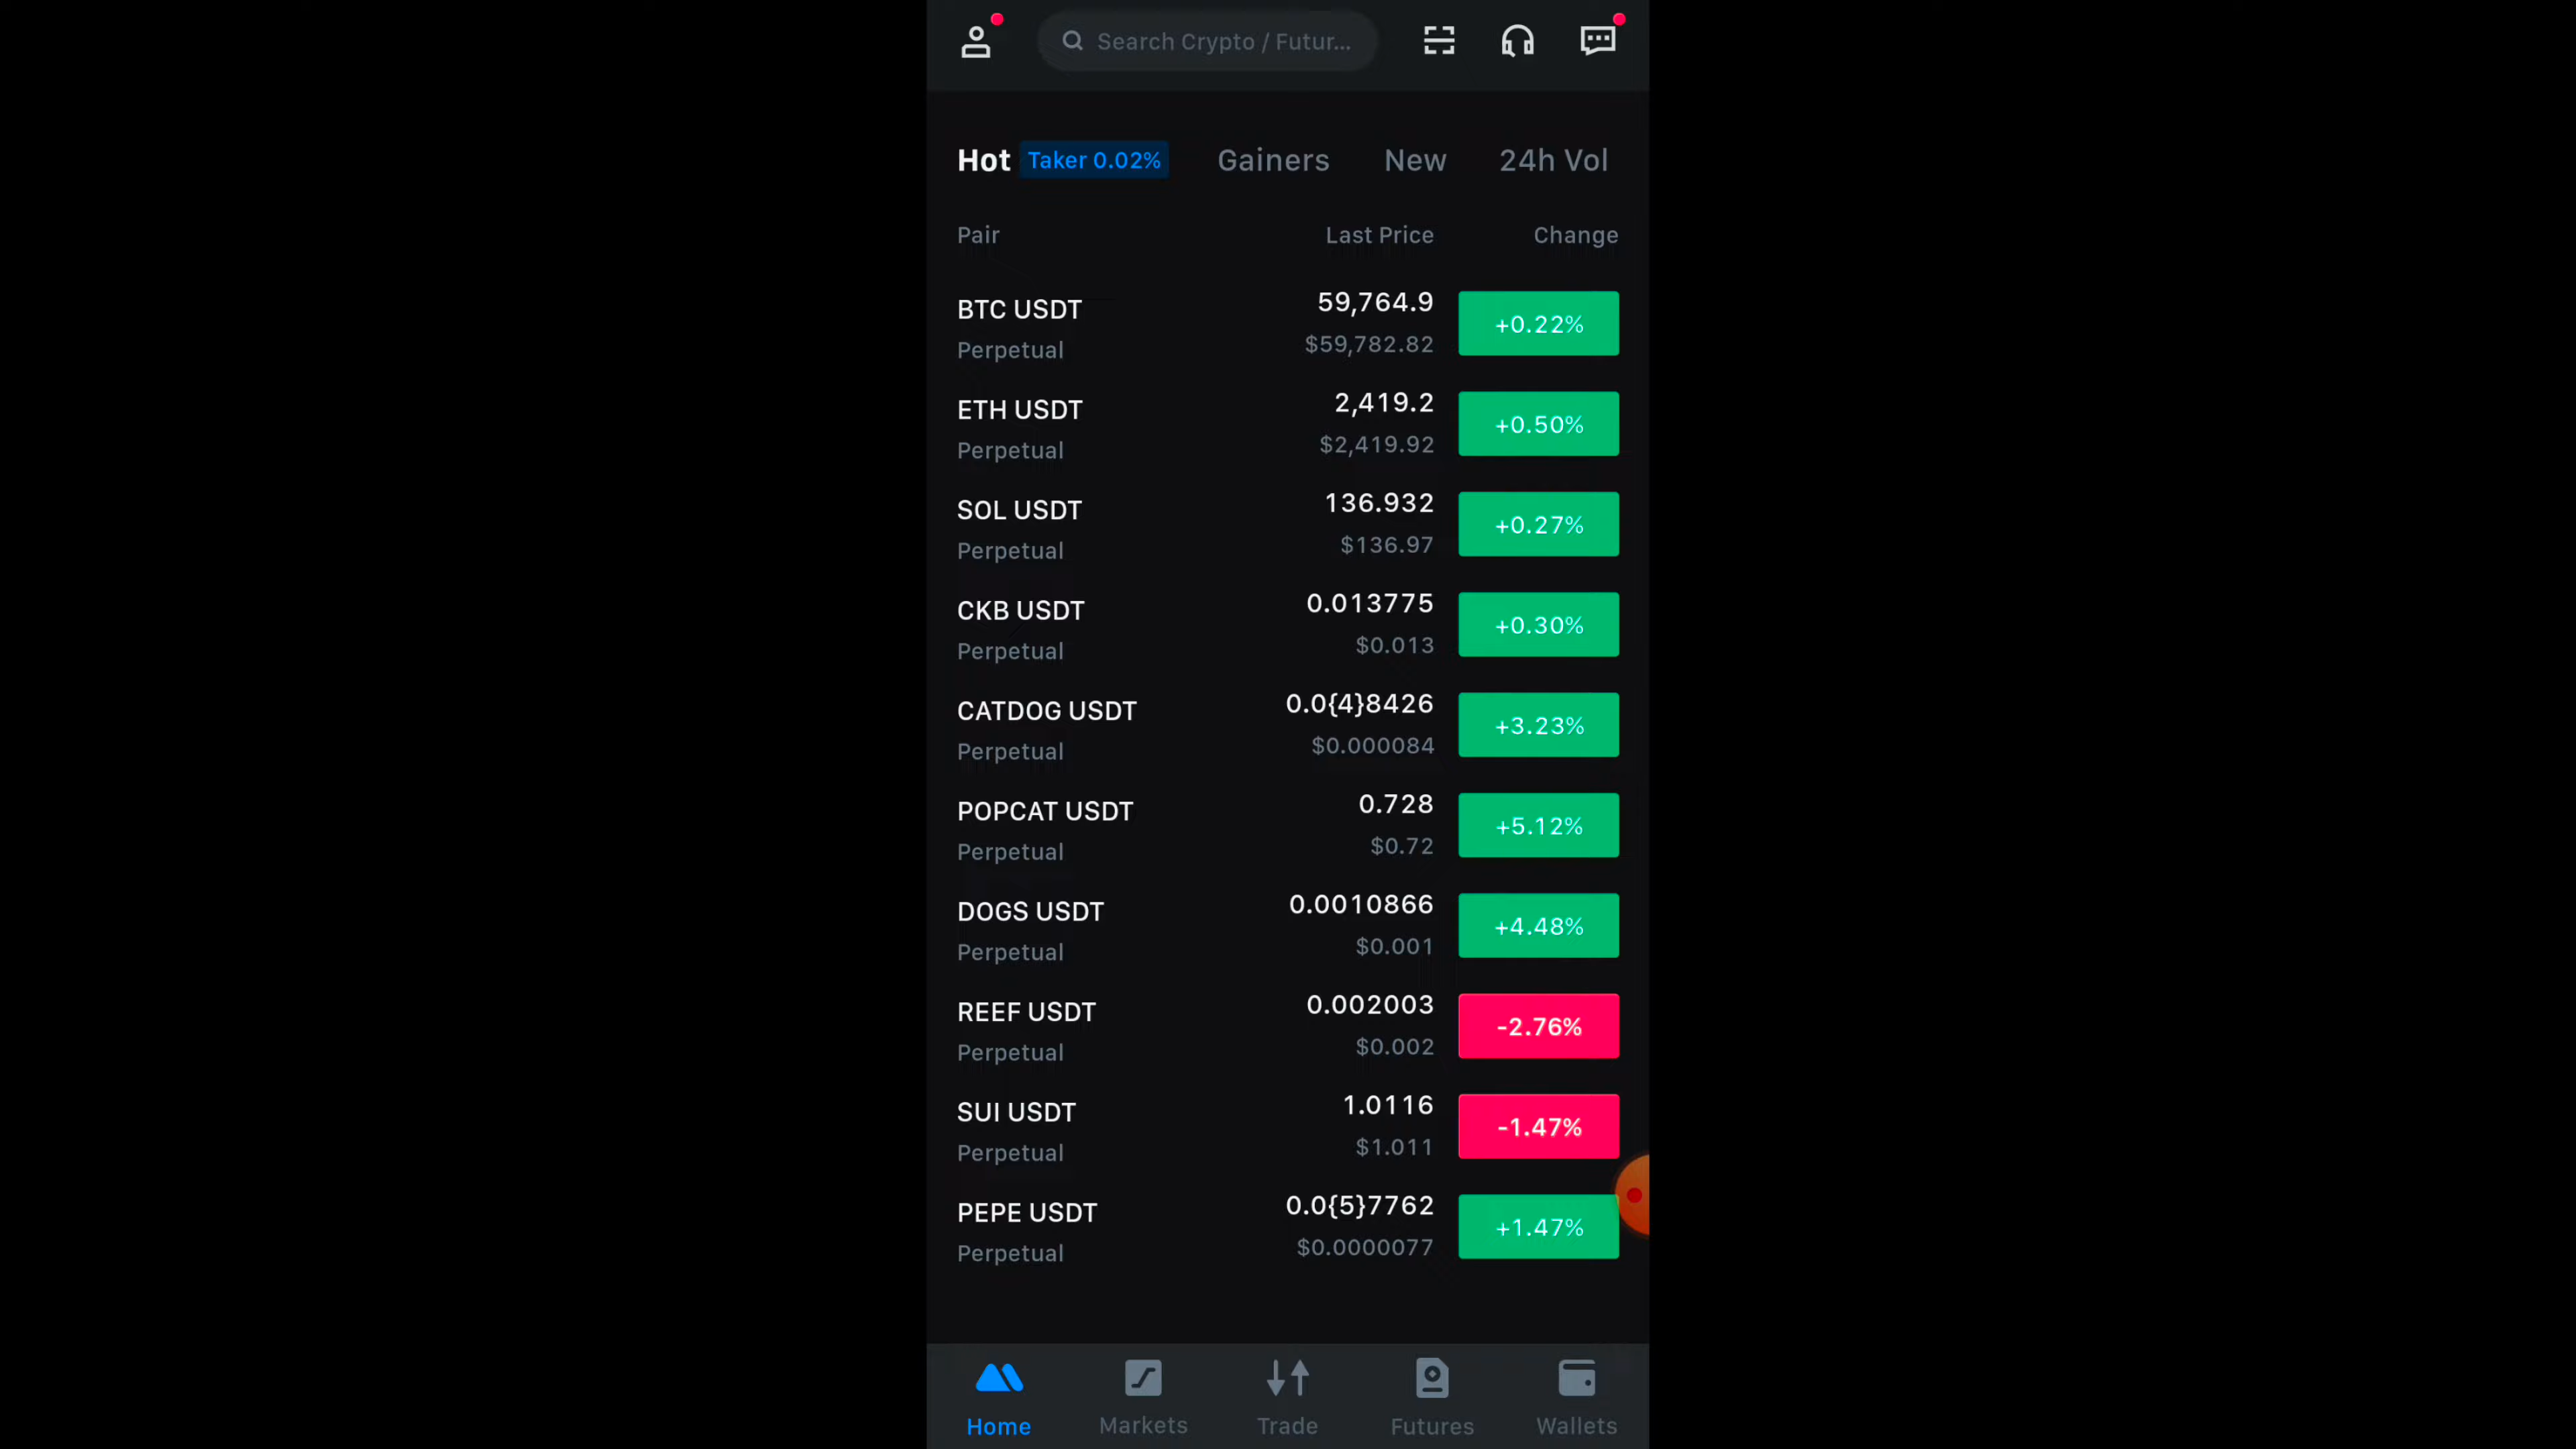 Search Crypto / Futur...
Hot Taker 0.02% Gainers New 24h Vol
Pair Last Price Change
BTC USDT 59,764.9 +0.22%
Perpetual $59,782.82
ETH USDT 2,419.2 +0.50%
Perpetual $2,419.92
SOL USDT 136.932 +0.27%
Perpetual $136.97
CKB USDT 0.013775 +0.30%
Perpetual $0.013
CATDOG USDT 0.0{4}8426 +3.23%
Perpetual $0.000084
POPCAT USDT 0.728 +5.12%
Perpetual $0.72
DOGS USDT 0.0010866 +4.48%
Perpetual $0.001
REEF USDT 0.002003 -2.76%
Perpetual $0.002
SUI USDT 1.0116 -1.47%
Perpetual $1.011
PEPE USDT 0.0{5}7762 +1.47%
Perpetual $0.0000077
Home Markets Trade Futures Wallets